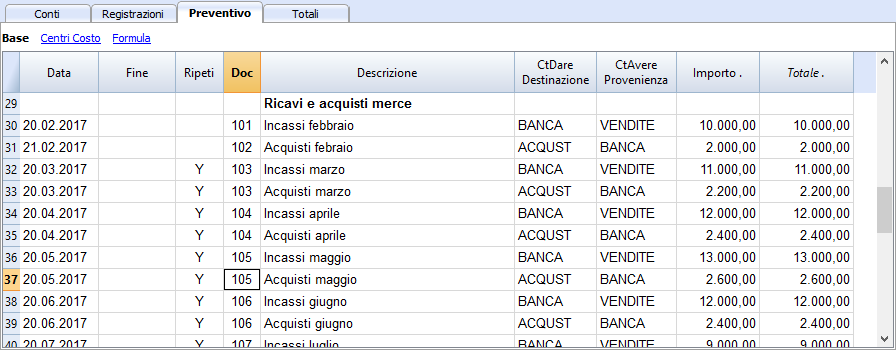 Conti Registrazioni Preventivo Totali
Base Centri Costo Formula
Data Fine Ripeti Doc Descrizione CtDare Destinazione CtAvere Provenienza Importo . Totale .
29 Ricavi e acquisti merce
30 20.02.2017 101 Incassi febbraio BANCA VENDITE 10.000,00 10.000,00
31 21.02.2017 102 Acquisti febraio ACQUST BANCA 2.000,00 2.000,00
32 20.03.2017 Y 103 Incassi marzo BANCA VENDITE 11.000,00 11.000,00
33 20.03.2017 Y 103 Acquisti marzo ACQUST BANCA 2.200,00 2.200,00
34 20.04.2017 Y 104 Incassi aprile BANCA VENDITE 12.000,00 12.000,00
35 20.04.2017 Y 104 Acquisti aprile ACQUST BANCA 2.400,00 2.400,00
36 20.05.2017 Y 105 Incassi maggio BANCA VENDITE 13.000,00 13.000,00
37 20.05.2017 Y 105 Acquisti maggio ACQUST BANCA 2.600,00 2.600,00
38 20.06.2017 Y 106 Incassi giugno BANCA VENDITE 12.000,00 12.000,00
39 20.06.2017 Y 106 Acquisti giugno ACQUST BANCA 2.400,00 2.400,00
40 20.07.2017 Y 107 Incassi luglio BANCA VENDITE 9.000,00 9.000,00